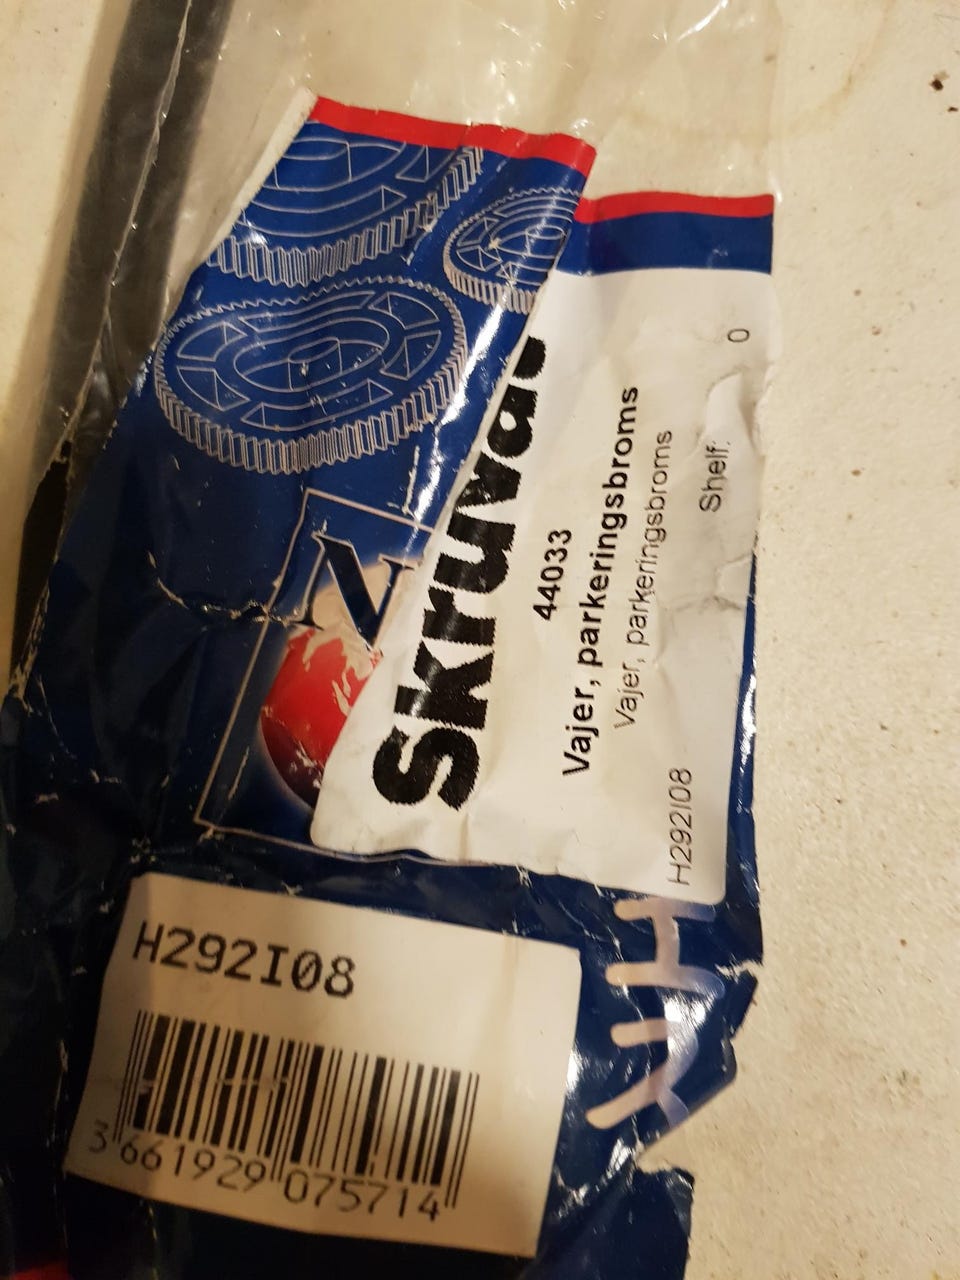 N
Skruvat
44033
Vajer, parkeringsbroms
Vajer, parkeringsbroms
H292I08
Shelf:
0
H292I08
3 661929 075714